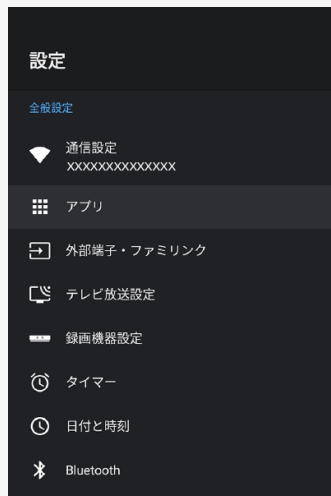 設定
全般設定
通信設定
XXXXXXXXXXXXXX
アプリ
外部端子・ファミリンク
テレビ放送設定
録画機器設定
タイマー
日付と時刻
Bluetooth